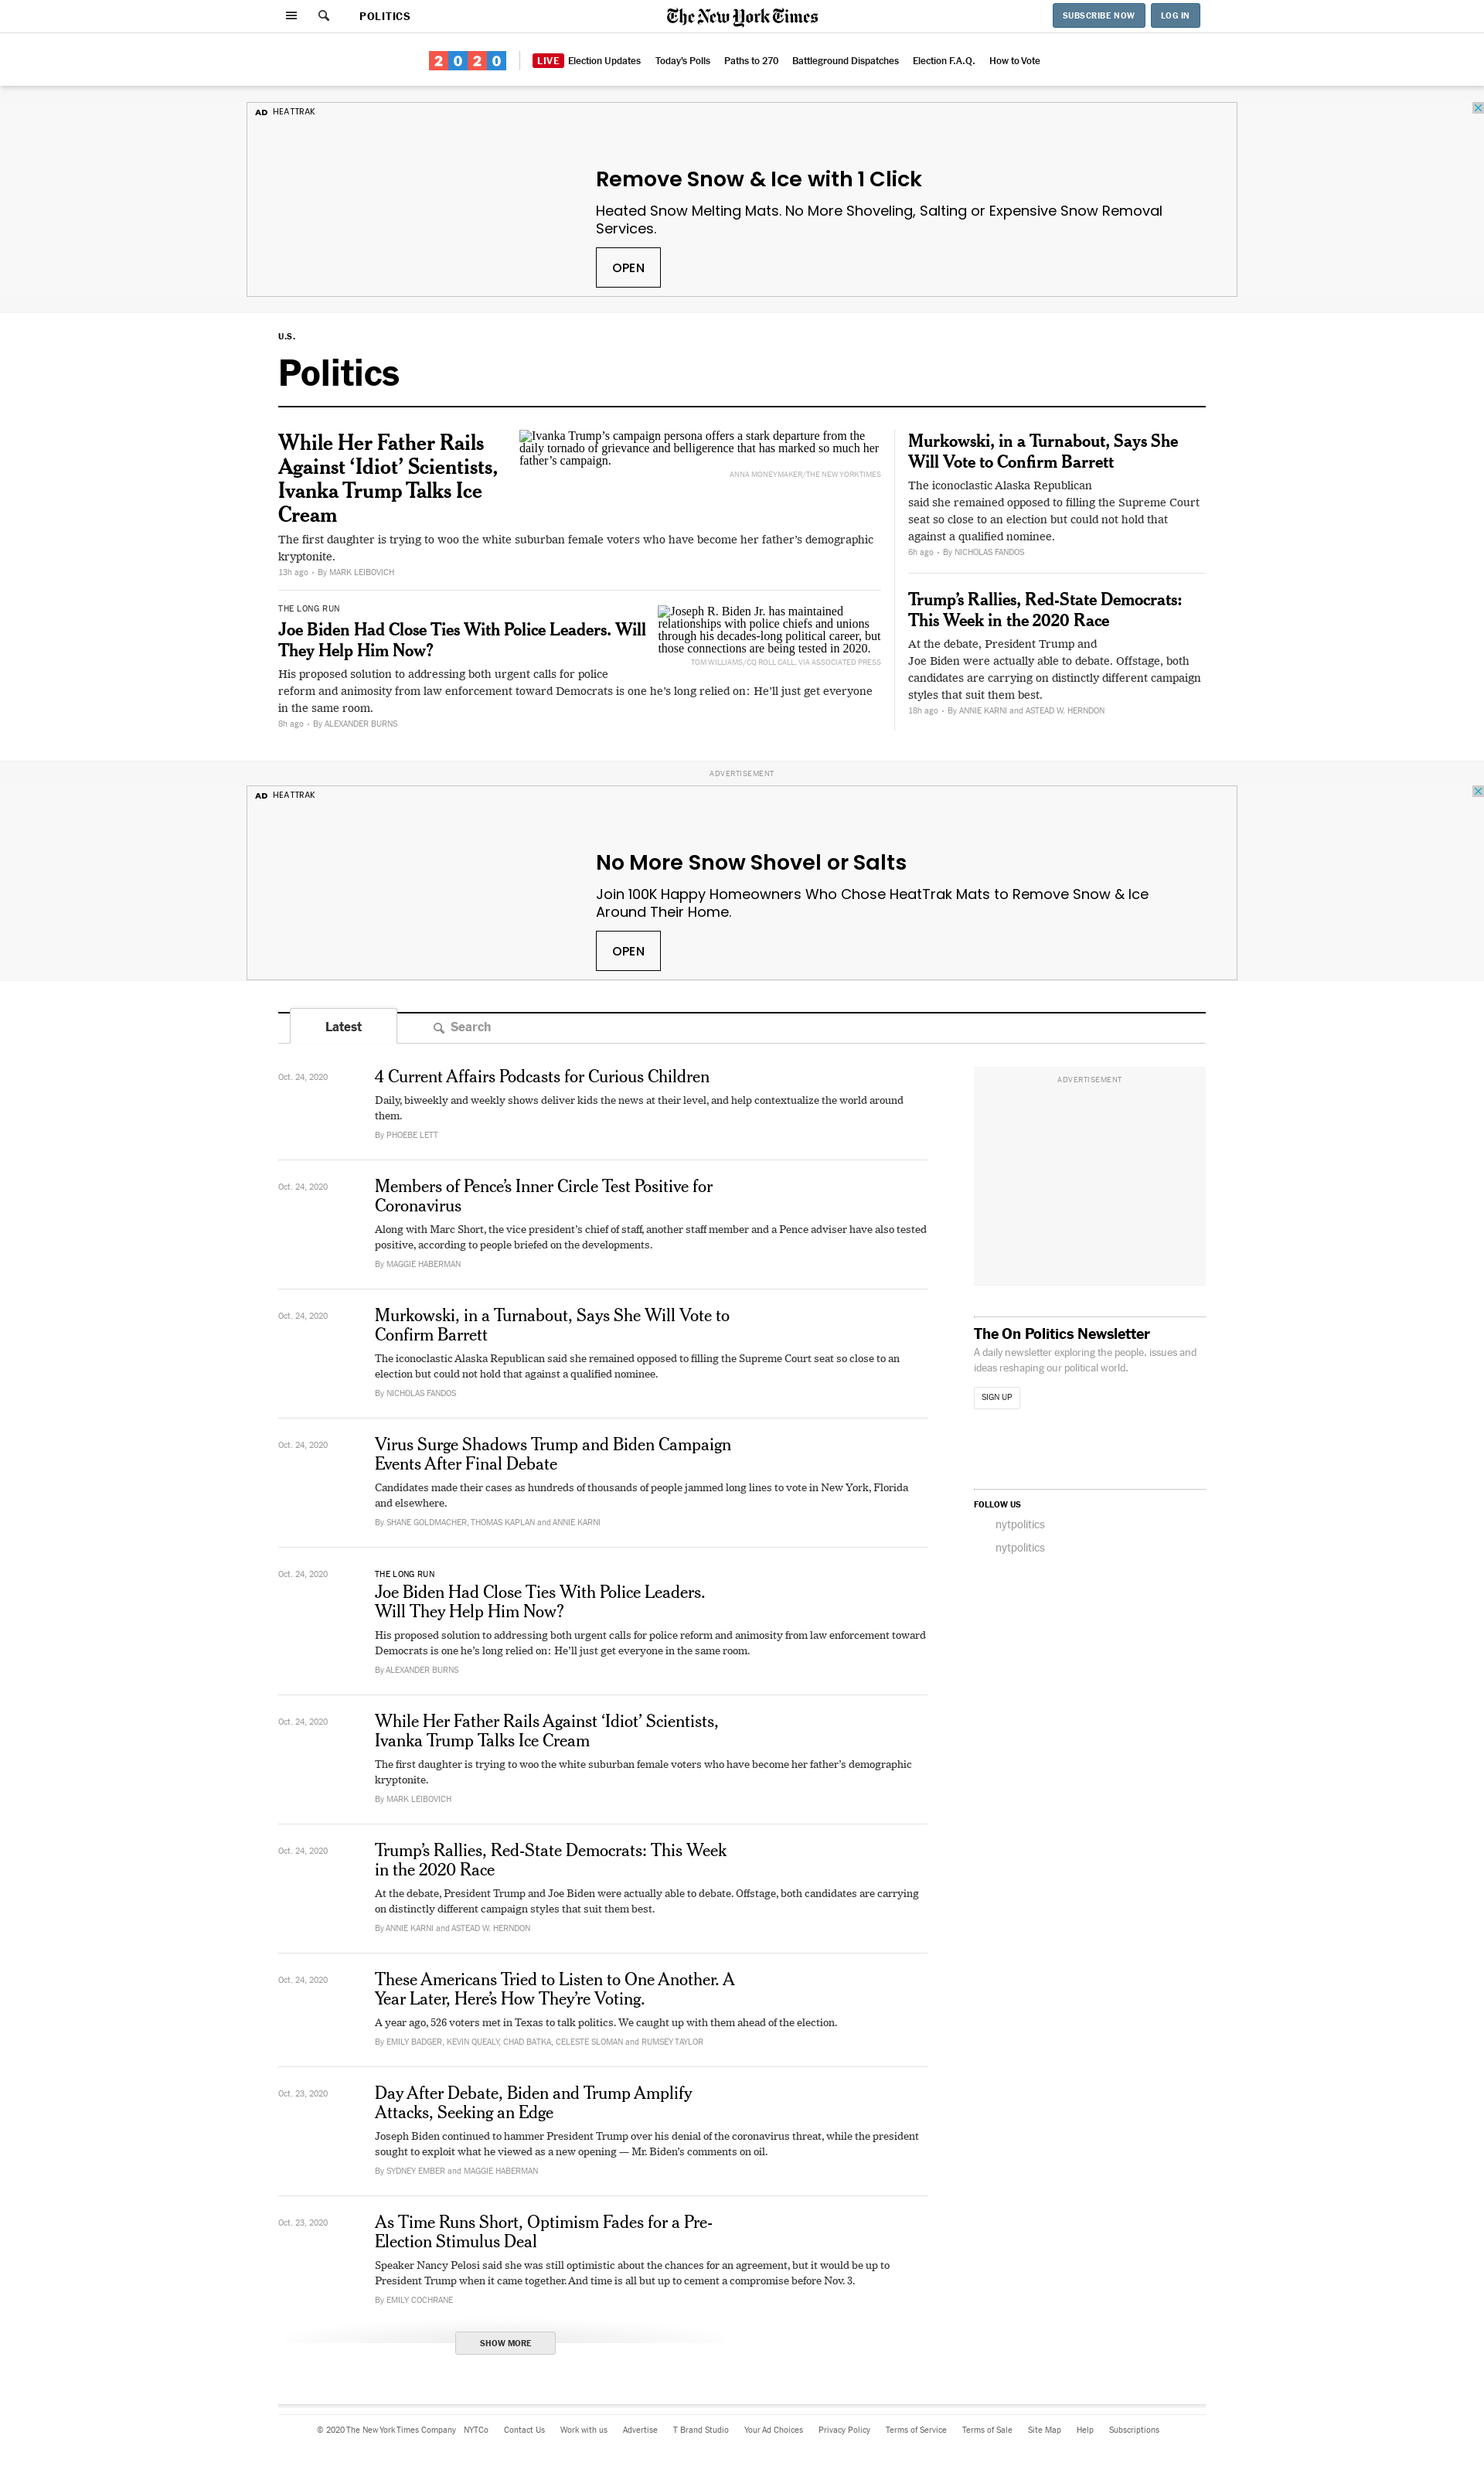 POLITICS
The New York Times
SUBSCRIBE NOW
LOG IN
2020
LIVE Election Updates Today's Polls Paths to 270 Battleground Dispatches Election F.A.Q. How to Vote
AD HEATTRAK
Remove Snow & Ice with 1 Click
Heated Snow Melting Mats. No More Shoveling, Salting or Expensive Snow Removal
Services.
OPEN
U.S.
Politics
While Her Father Rails
Against ‘Idiot’ Scientists,
Ivanka Trump Talks Ice
Cream
Ivanka Trump’s campaign persona offers a stark departure from the
daily tornado of grievance and belligerence that has marked so much her
father’s campaign.
ANNA MONEYMAKER/THE NEW YORK TIMES
The first daughter is trying to woo the white suburban female voters who have become her father’s demographic
kryptonite.
13h ago • By MARK LEIBOVICH
THE LONG RUN
Joe Biden Had Close Ties With Police Leaders. Will
They Help Him Now?
Joseph R. Biden Jr. has maintained
relationships with police chiefs and unions
through his decades-long political career, but
those connections are being tested in 2020.
TOM WILLIAMS/CQ ROLL CALL, VIA ASSOCIATED PRESS
His proposed solution to addressing both urgent calls for police
reform and animosity from law enforcement toward Democrats is one he’s long relied on: He’ll just get everyone
in the same room.
8h ago • By ALEXANDER BURNS
Murkowski, in a Turnabout, Says She
Will Vote to Confirm Barrett
The iconoclastic Alaska Republican
said she remained opposed to filling the Supreme Court
seat so close to an election but could not hold that
against a qualified nominee.
6h ago • By NICHOLAS FANDOS
Trump’s Rallies, Red-State Democrats:
This Week in the 2020 Race
At the debate, President Trump and
Joe Biden were actually able to debate. Offstage, both
candidates are carrying on distinctly different campaign
styles that suit them best.
18h ago • By ANNIE KARNI and ASTEAD W. HERNDON
ADVERTISEMENT
AD HEATTRAK
No More Snow Shovel or Salts
Join 100K Happy Homeowners Who Chose HeatTrak Mats to Remove Snow & Ice
Around Their Home.
OPEN
Latest
Search
Oct. 24, 2020
4 Current Affairs Podcasts for Curious Children
Daily, biweekly and weekly shows deliver kids the news at their level, and help contextualize the world around
them.
By PHOEBE LETT
Oct. 24, 2020
Members of Pence’s Inner Circle Test Positive for
Coronavirus
Along with Marc Short, the vice president’s chief of staff, another staff member and a Pence adviser have also tested
positive, according to people briefed on the developments.
By MAGGIE HABERMAN
Oct. 24, 2020
Murkowski, in a Turnabout, Says She Will Vote to
Confirm Barrett
The iconoclastic Alaska Republican said she remained opposed to filling the Supreme Court seat so close to an
election but could not hold that against a qualified nominee.
By NICHOLAS FANDOS
Oct. 24, 2020
Virus Surge Shadows Trump and Biden Campaign
Events After Final Debate
Candidates made their cases as hundreds of thousands of people jammed long lines to vote in New York, Florida
and elsewhere.
By SHANE GOLDMACHER, THOMAS KAPLAN and ANNIE KARNI
Oct. 24, 2020
THE LONG RUN
Joe Biden Had Close Ties With Police Leaders.
Will They Help Him Now?
His proposed solution to addressing both urgent calls for police reform and animosity from law enforcement toward
Democrats is one he’s long relied on: He’ll just get everyone in the same room.
By ALEXANDER BURNS
Oct. 24, 2020
While Her Father Rails Against ‘Idiot’ Scientists,
Ivanka Trump Talks Ice Cream
The first daughter is trying to woo the white suburban female voters who have become her father’s demographic
kryptonite.
By MARK LEIBOVICH
Oct. 24, 2020
Trump’s Rallies, Red-State Democrats: This Week
in the 2020 Race
At the debate, President Trump and Joe Biden were actually able to debate. Offstage, both candidates are carrying
on distinctly different campaign styles that suit them best.
By ANNIE KARNI and ASTEAD W. HERNDON
Oct. 24, 2020
These Americans Tried to Listen to One Another. A
Year Later, Here’s How They’re Voting.
A year ago, 526 voters met in Texas to talk politics. We caught up with them ahead of the election.
By EMILY BADGER, KEVIN QUEALY, CHAD BATKA, CELESTE SLOMAN and RUMSEY TAYLOR
Oct. 23, 2020
Day After Debate, Biden and Trump Amplify
Attacks, Seeking an Edge
Joseph Biden continued to hammer President Trump over his denial of the coronavirus threat, while the president
sought to exploit what he viewed as a new opening — Mr. Biden’s comments on oil.
By SYDNEY EMBER and MAGGIE HABERMAN
Oct. 23, 2020
As Time Runs Short, Optimism Fades for a Pre-
Election Stimulus Deal
Speaker Nancy Pelosi said she was still optimistic about the chances for an agreement, but it would be up to
President Trump when it came together. And time is all but up to cement a compromise before Nov. 3.
By EMILY COCHRANE
SHOW MORE
ADVERTISEMENT
The On Politics Newsletter
A daily newsletter exploring the people, issues and
ideas reshaping our political world.
SIGN UP
FOLLOW US
nytpolitics
nytpolitics
© 2020 The New York Times Company NYTCo Contact Us Work with us Advertise T Brand Studio Your Ad Choices Privacy Policy Terms of Service Terms of Sale Site Map Help Subscriptions